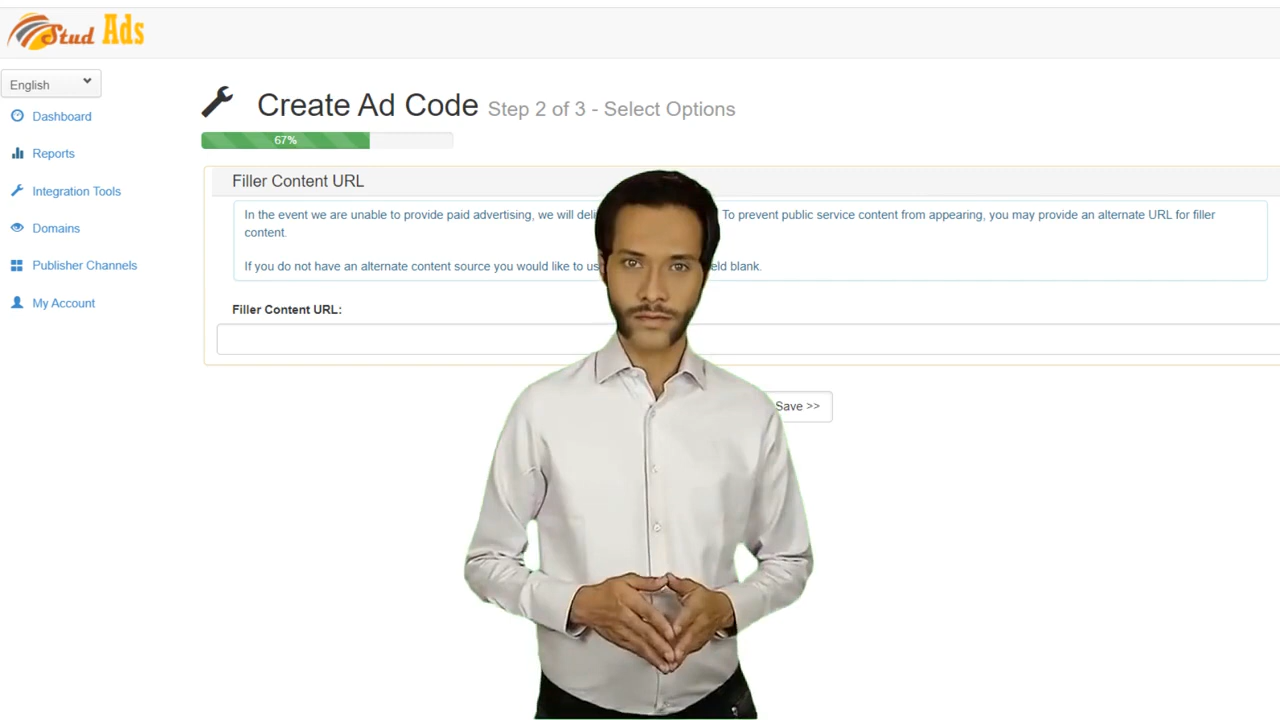 Stud Ads
English
Dashboard
Reports
Integration Tools
Domains
Publisher Channels
My Account
Create Ad Code Step 2 of 3 - Select Options
67%
Filler Content URL
In the event we are unable to provide paid advertising, we will To prevent public service content from appearing, you may provide an alternate URL for filler
content.
If you do not have an alternate content source you would like to blank.
Filler Content URL:
Save >>